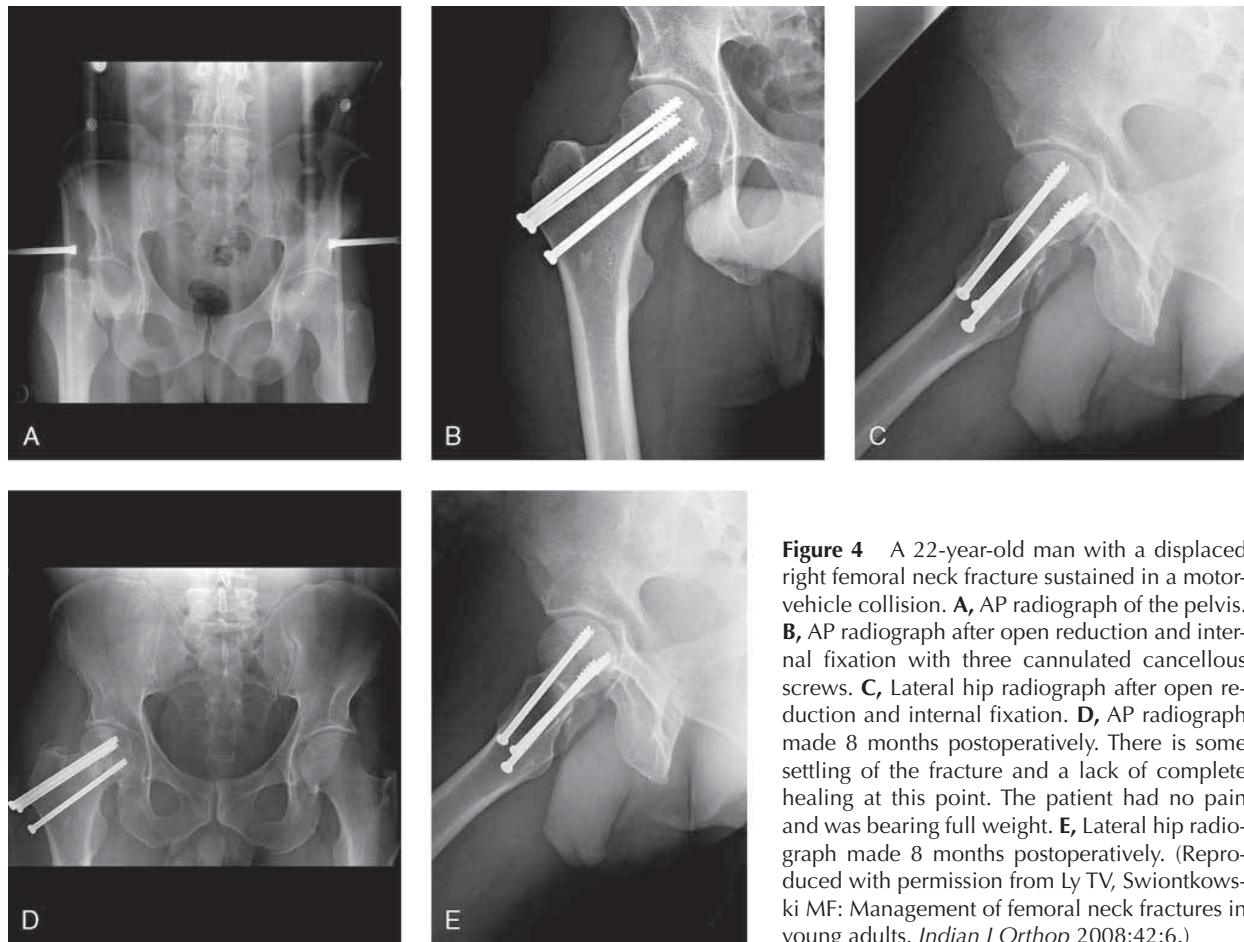 A
B
C
D
E
Figure 4 A 22-year-old man with a displaced
right femoral neck fracture sustained in a motor-
vehicle collision. A, AP radiograph of the pelvis.
B, AP radiograph after open reduction and inter-
nal fixation with three cannulated cancellous
screws. C, Lateral hip radiograph after open re-
duction and internal fixation. D, AP radiograph
made 8 months postoperatively. There is some
settling of the fracture and a lack of complete
healing at this point. The patient had no pain
and was bearing full weight. E, Lateral hip radio-
graph made 8 months postoperatively. (Repro-
duced with permission from Ly TV, Swiontkows-
ki MF: Management of femoral neck fractures in
young adults. Indian J Orthop 2008;42:6.)